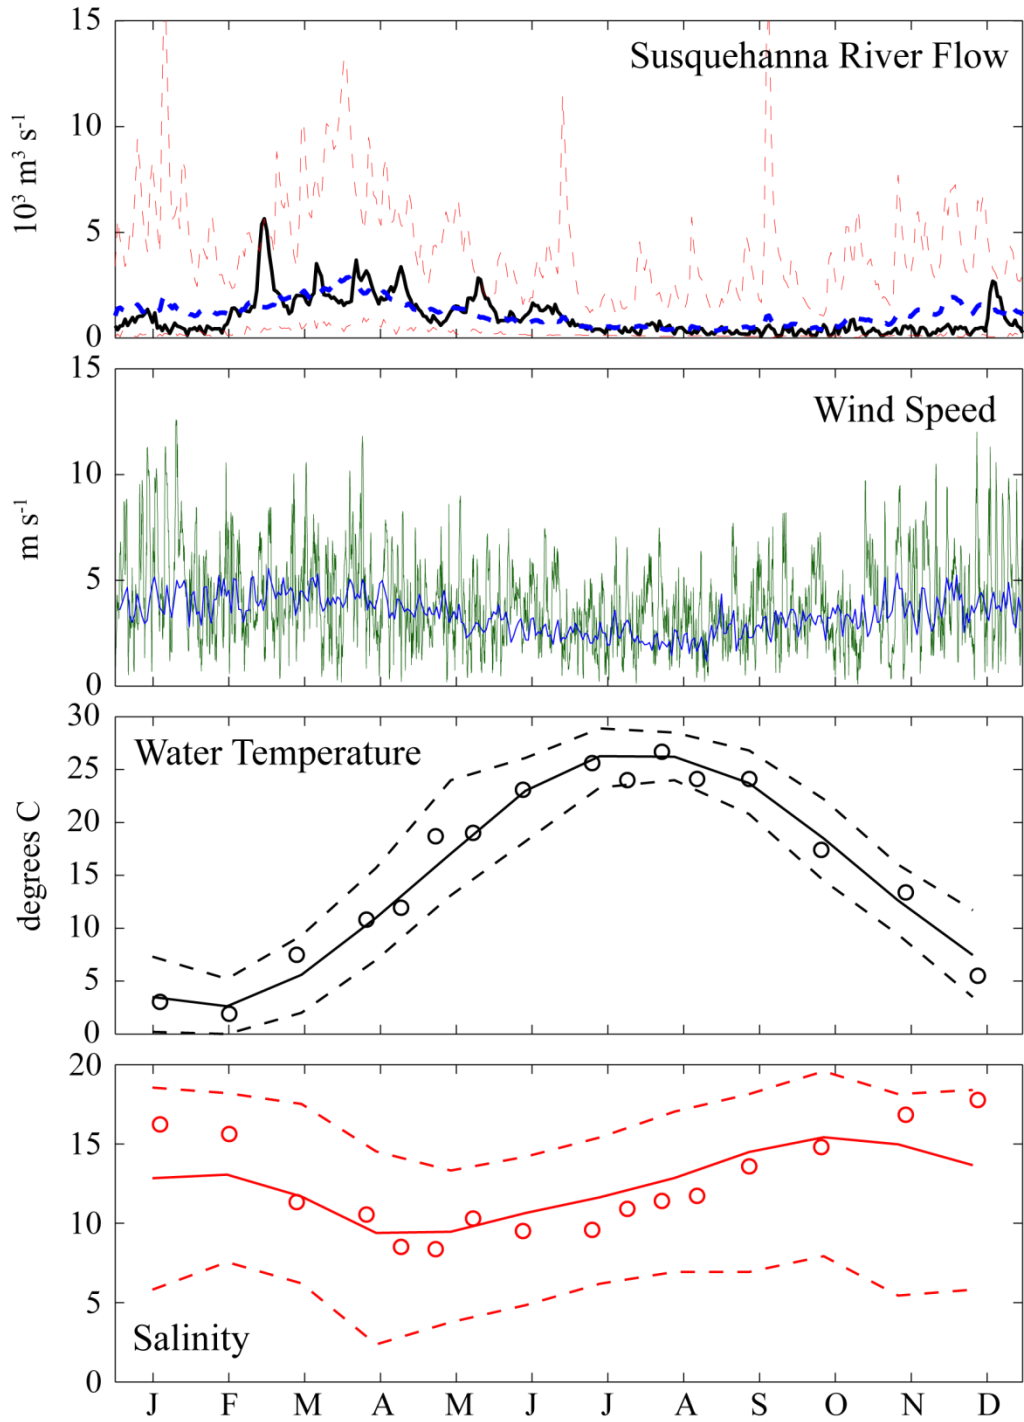 15
Susquehanna River Flow
10
10³ m³ s⁻¹
5
0
15
Wind Speed
10
m s⁻¹
5
0
30
Water Temperature
25
20
degrees C
15
10
5
0
20
15
10
5
Salinity
0
J F M A M J J A S O N D